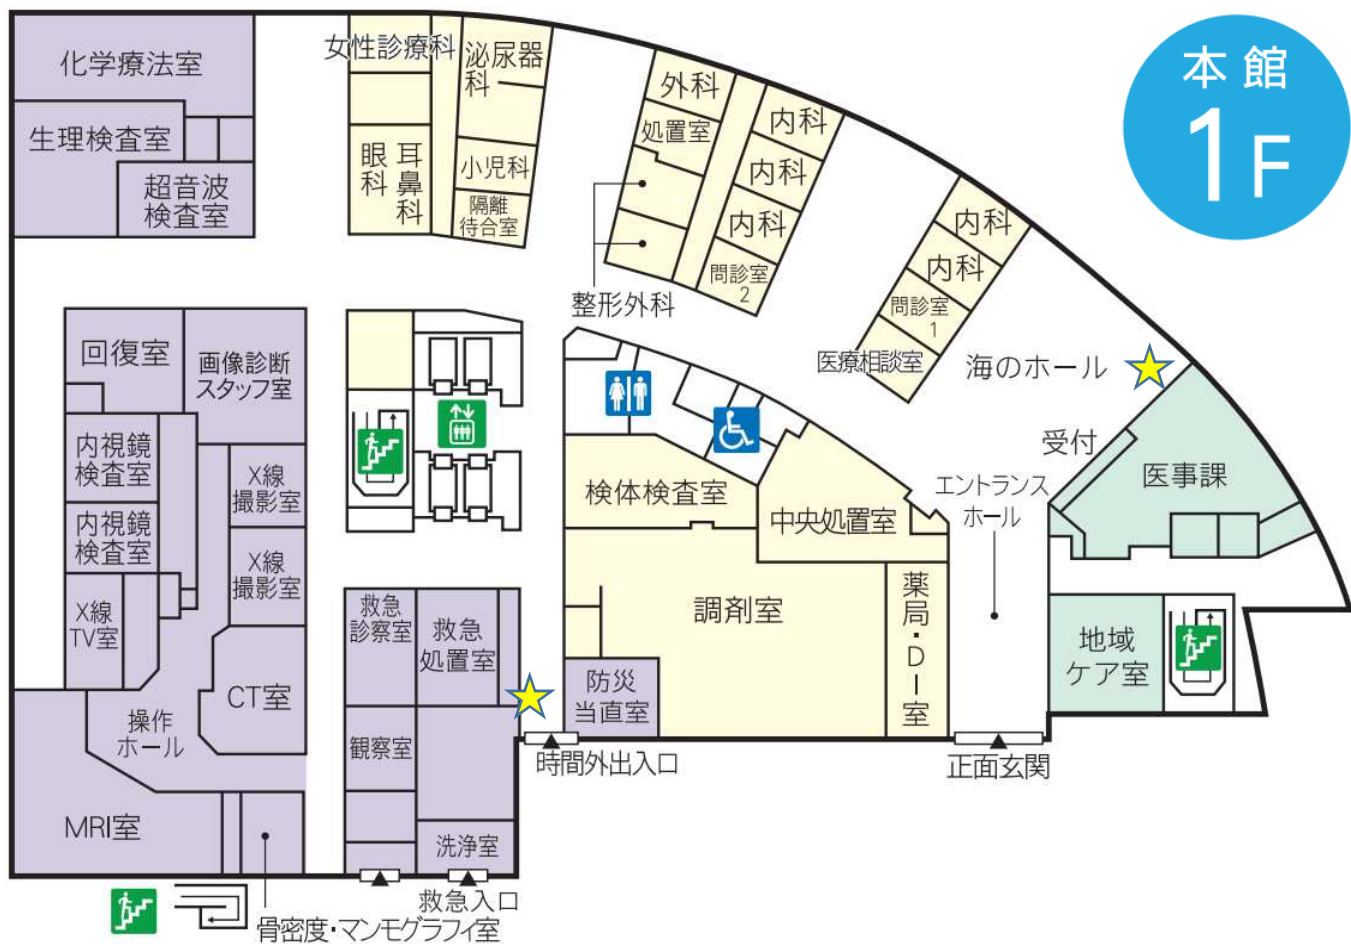 本館
1F
化学療法室
生理検査室
超音波
検査室
女性診療科
泌尿器
科
眼科
耳鼻科
小児科
隔離
待合室
外科
処置室
整形外科
内科
内科
内科
問診室
2
内科
内科
問診室
1
医療相談室
海のホール
受付
医事課
エントランス
ホール
回復室
画像診断
スタッフ室
内視鏡
検査室
内視鏡
検査室
X線
撮影室
X線
撮影室
X線
TV室
CT室
操作
ホール
MRI室
検体検査室
中央処置室
調剤室
薬局・DI室
防災
当直室
救急
診察室
救急
処置室
観察室
洗浄室
地域
ケア室
時間外出入口
正面玄関
救急入口
骨密度・マンモグラフィ室